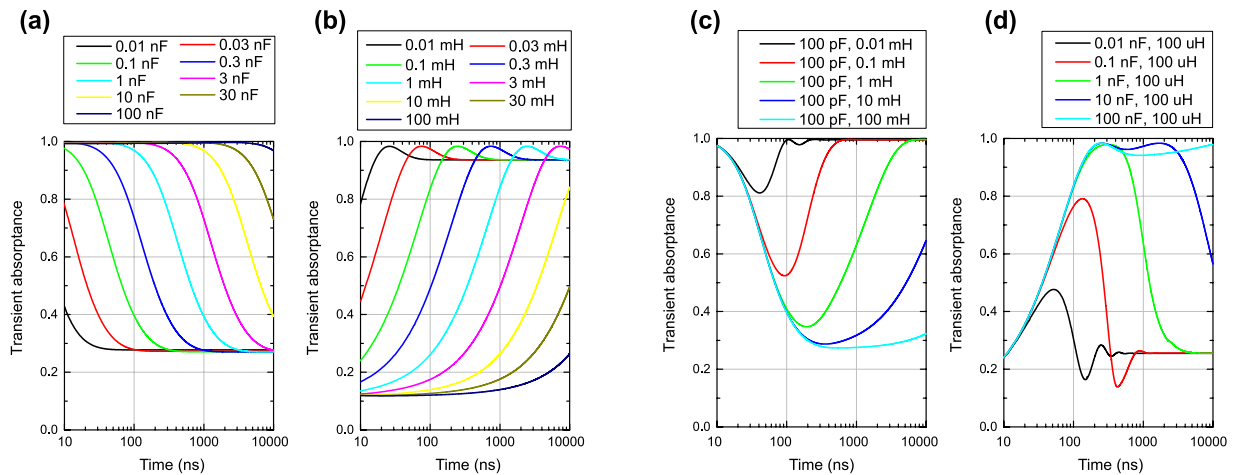 (a)
0.01 nF 0.03 nF
0.1 nF 0.3 nF
1 nF 3 nF
10 nF 30 nF
100 nF
1.0
0.8
0.6
0.4
0.2
0.0
10 100 1000 10000
Transient absorptance
Time (ns)
(b)
0.01 mH 0.03 mH
0.1 mH 0.3 mH
1 mH 3 mH
10 mH 30 mH
100 mH
1.0
0.8
0.6
0.4
0.2
0.0
10 100 1000 10000
Transient absorptance
Time (ns)
(c)
100 pF, 0.01 mH
100 pF, 0.1 mH
100 pF, 1 mH
100 pF, 10 mH
100 pF, 100 mH
1.0
0.8
0.6
0.4
0.2
0.0
10 100 1000 10000
Transient absorptance
Time (ns)
(d)
0.01 nF, 100 uH
0.1 nF, 100 uH
1 nF, 100 uH
10 nF, 100 uH
100 nF, 100 uH
1.0
0.8
0.6
0.4
0.2
0.0
10 100 1000 10000
Transient absorptance
Time (ns)